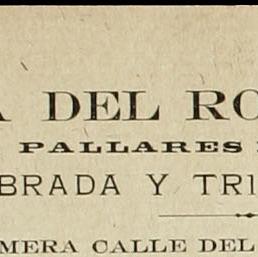 A DEL RO
PALLARES
BRADA Y TRI
MERA CALLE DEL